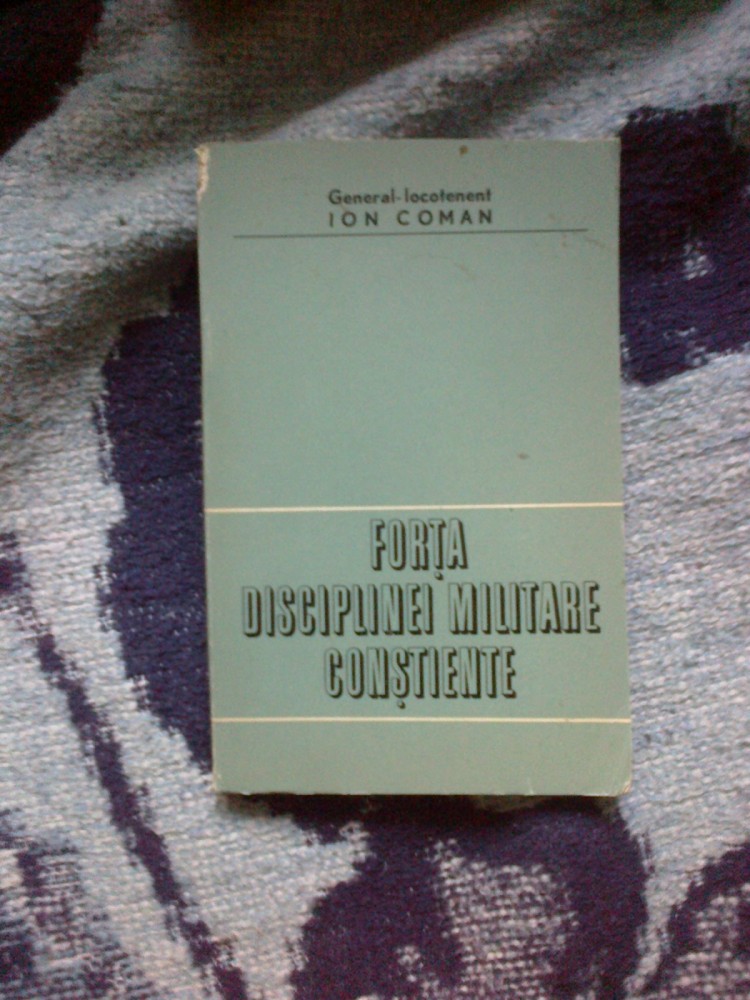 General-locotenent
ION COMAN
FORȚA
DISCIPLINEI MILITARE
CONȘTIENTE